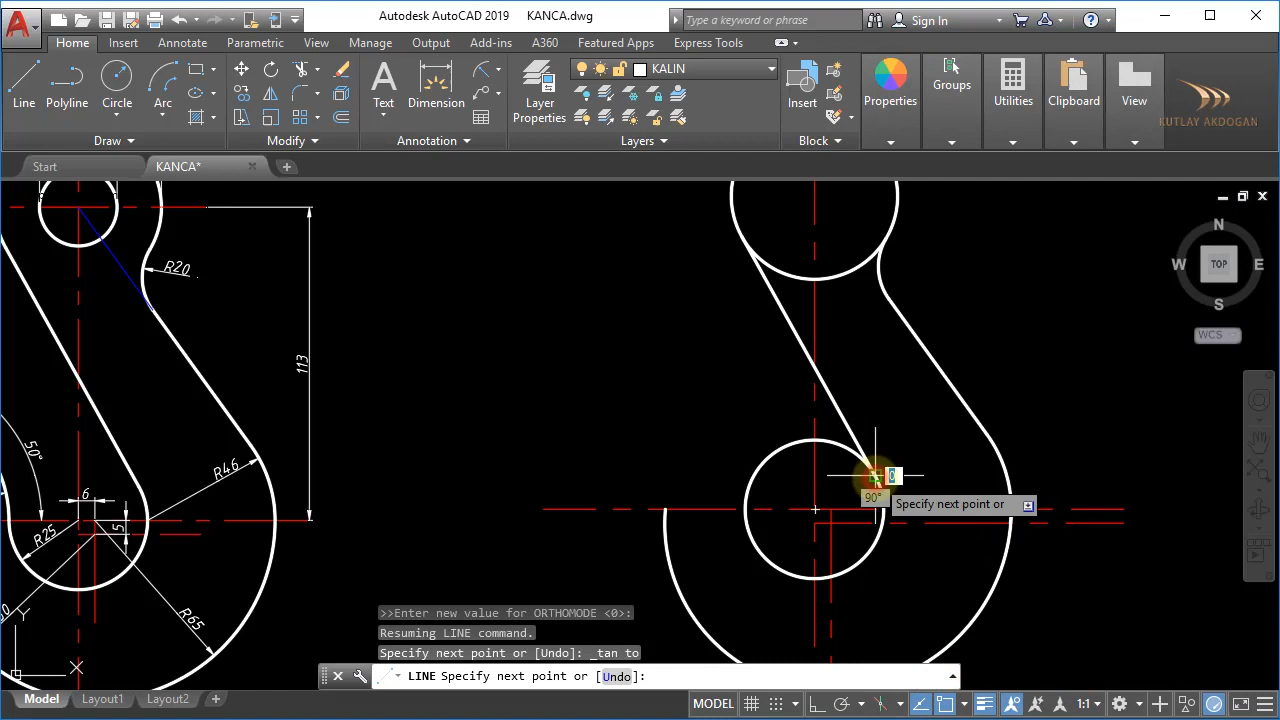 Autodesk AutoCAD 2019 KANCA.dwg
Type a keyword or phrase
Sign In
Home Insert Annotate Parametric View Manage Output Add-ins A360 Featured Apps Express Tools
KALIN
Line Polyline Circle Arc
Text Dimension
Layer Properties
Insert
Properties
Groups
Utilities
Clipboard
View
KUTLAY AKDOGAN
Draw Modify Annotation Layers Block
Start KANCA*
N
W TOP E
S
WCS
R20
113
50°
R46
6
5
R25
R65
Y
X
0
90°
Specify next point or
>>Enter new value for ORTHOMODE <0>:
Resuming LINE command.
Specify next point or [Undo]: _tan to
LINE Specify next point or [Undo]:
Model Layout1 Layout2
MODEL
1:1